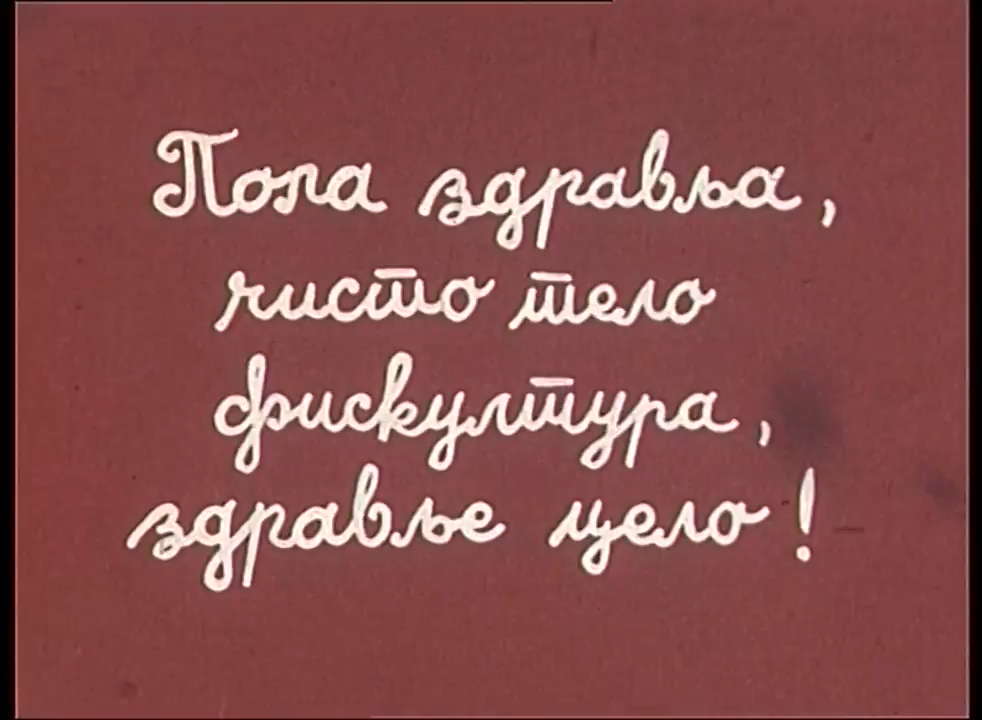 Пола здравља,
чисто тело
фискултура,
здравље цело!